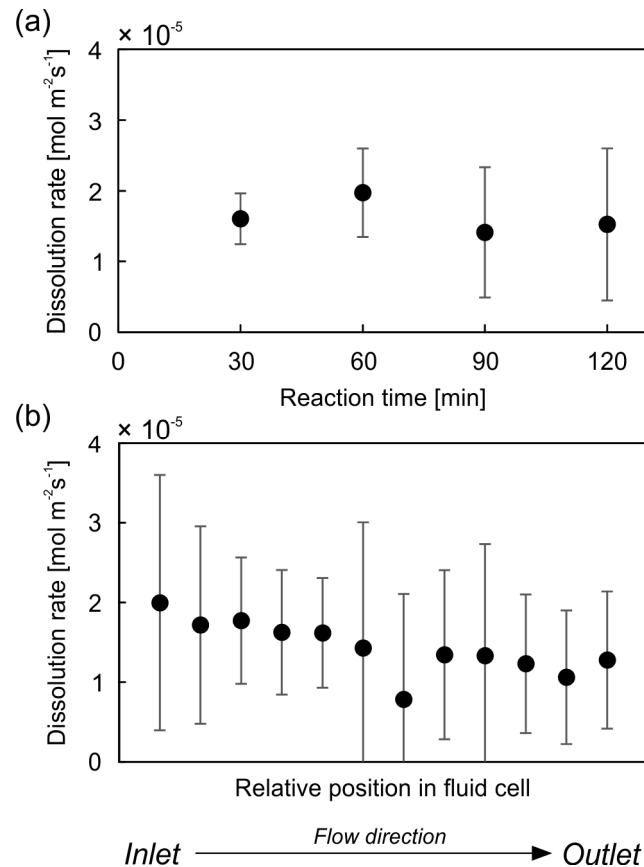 (a)
× 10⁻⁵
4
3
2
1
0
Dissolution rate [mol m⁻²s⁻¹]
0 30 60 90 120
Reaction time [min]
(b)
× 10⁻⁵
4
3
2
1
0
Dissolution rate [mol m⁻²s⁻¹]
Relative position in fluid cell
Inlet Flow direction Outlet